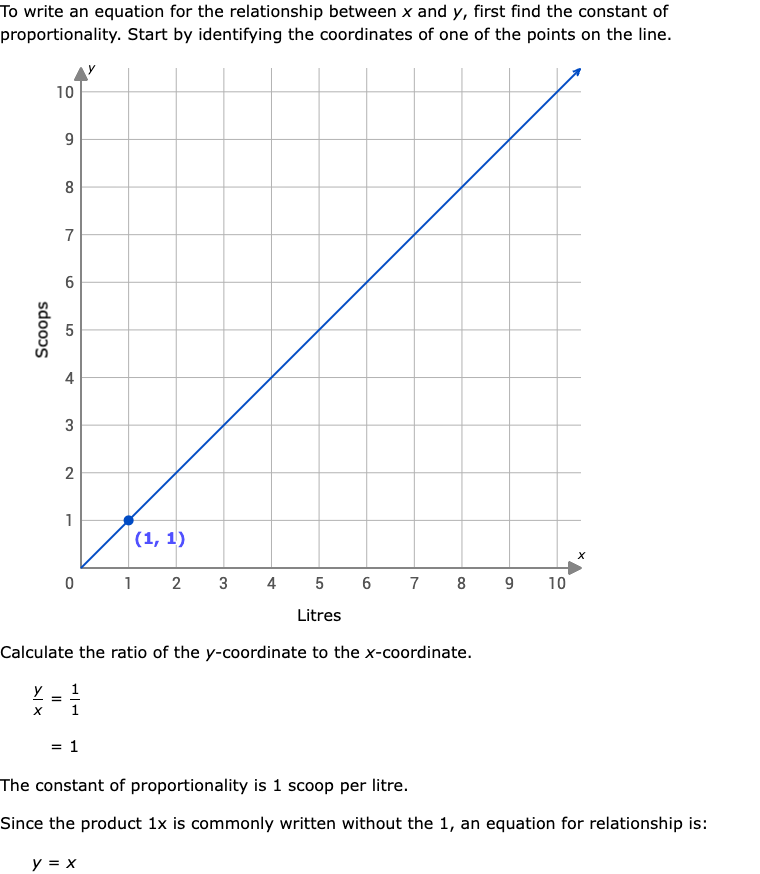 To write an equation for the relationship between x and y, first find the constant of
proportionality. Start by identifying the coordinates of one of the points on the line.
y
10
9
8
7
6
5
4
3
2
1
Scoops
(1, 1)
x
0 1 2 3 4 5 6 7 8 9 10
Litres
Calculate the ratio of the y-coordinate to the x-coordinate.
y/x = 1/1
= 1
The constant of proportionality is 1 scoop per litre.
Since the product 1x is commonly written without the 1, an equation for relationship is:
y = x